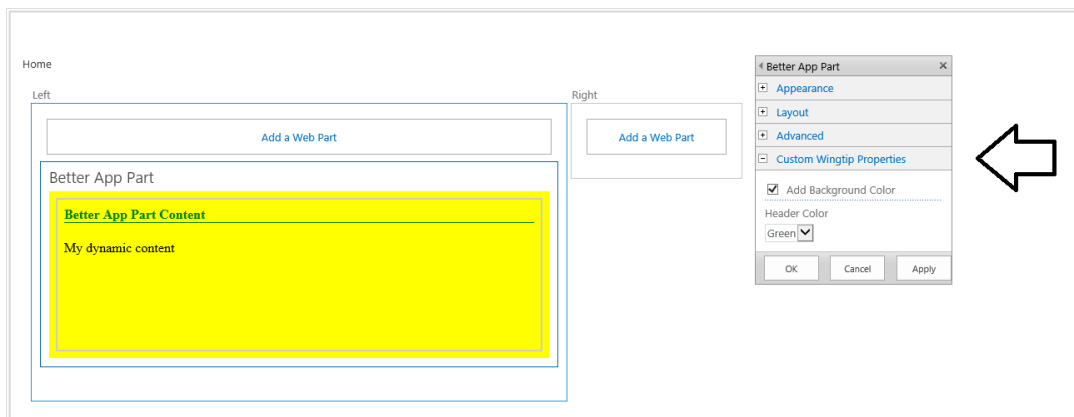 Home
Left
Add a Web Part
Better App Part
Better App Part Content
My dynamic content
Right
Add a Web Part
Better App Part
Appearance
Layout
Advanced
Custom Wingtip Properties
Add Background Color
Header Color
Green
OK Cancel Apply